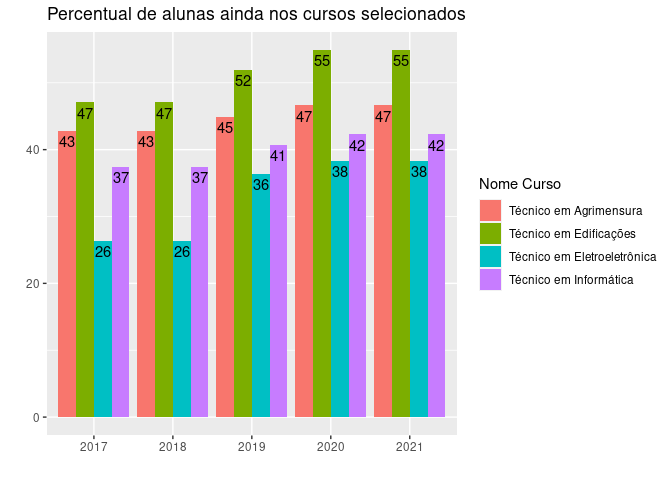 Percentual de alunas ainda nos cursos selecionados
43 47 26 37 43 47 26 37 45 52 36 41 47 55 38 42 47 55 38 42
40
20
0
2017 2018 2019 2020 2021
Nome Curso
Técnico em Agrimensura
Técnico em Edificações
Técnico em Eletroeletrônica
Técnico em Informática